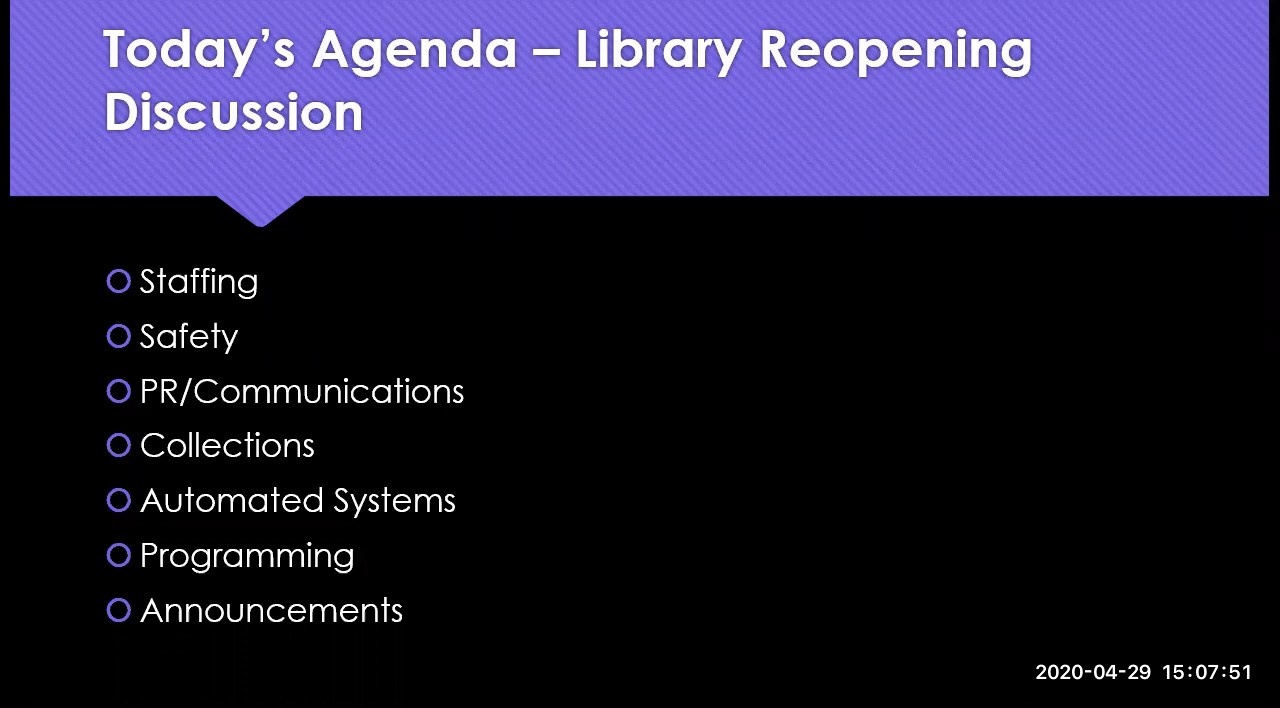 Today’s Agenda – Library Reopening
Discussion
Staffing
Safety
PR/Communications
Collections
Automated Systems
Programming
Announcements
2020-04-29 15:07:51